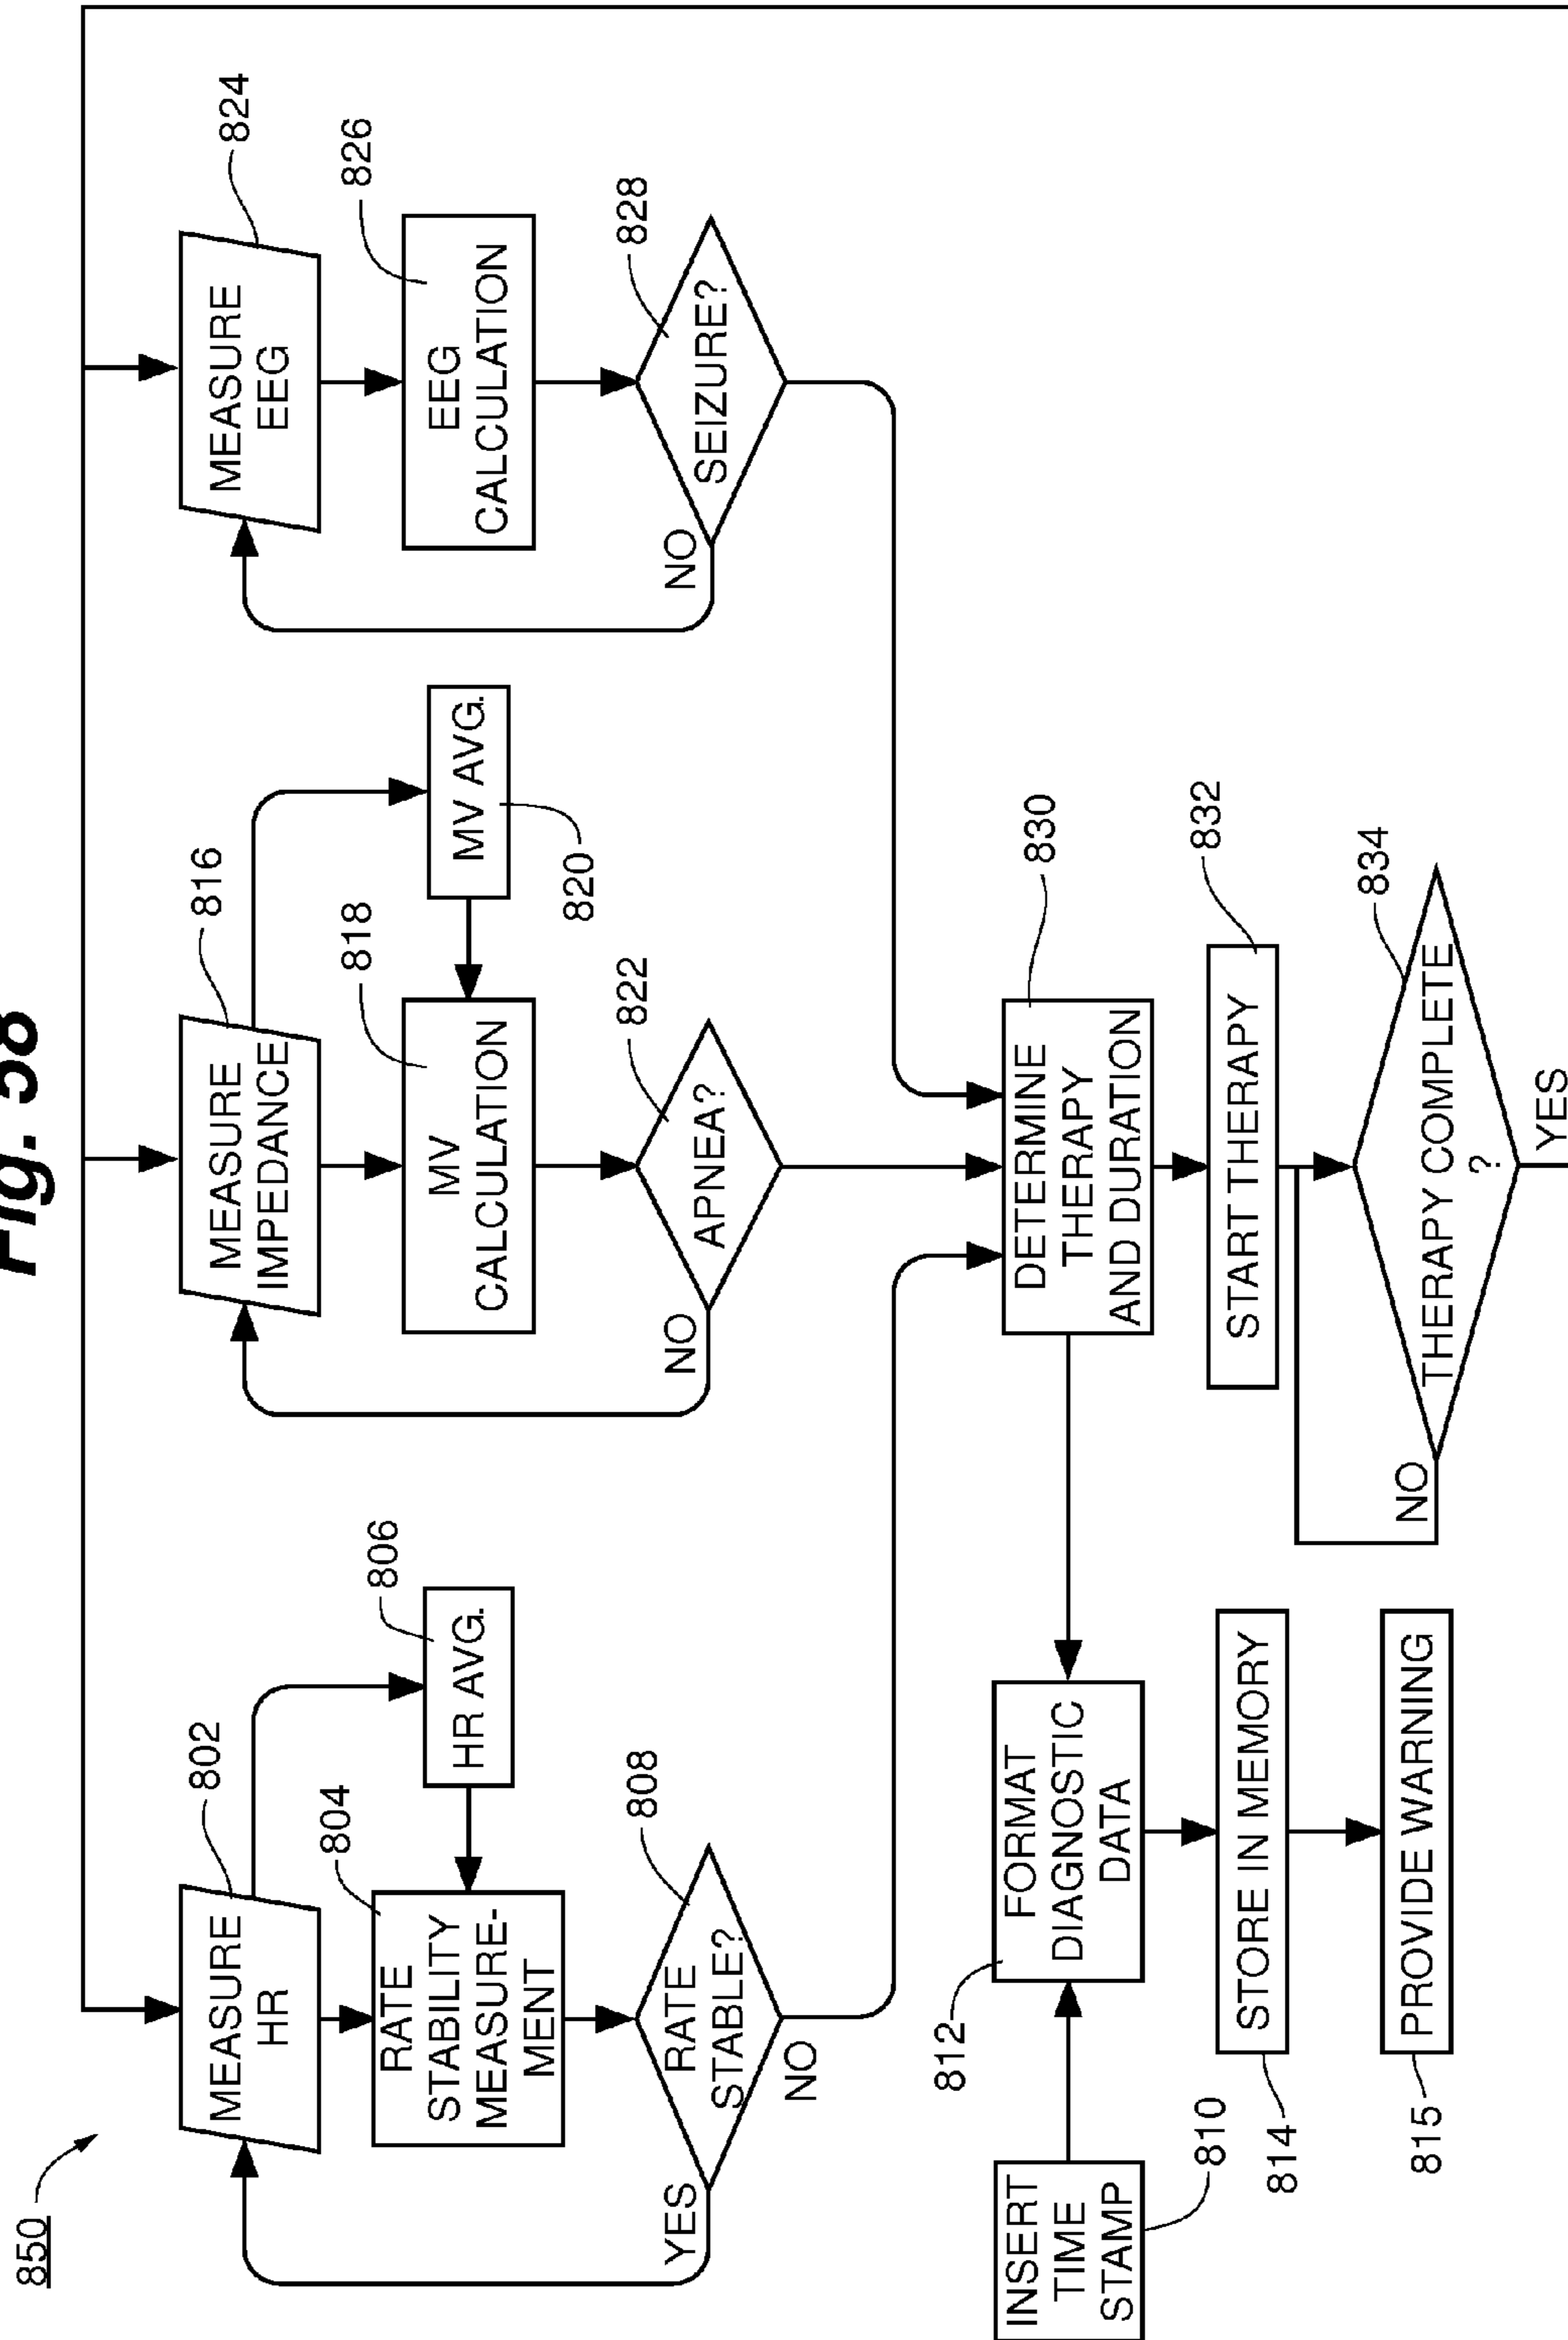 Fig. 58
850
MEASURE
HR
802
RATE
STABILITY
MEASURE-
MENT
804
HR AVG.
806
RATE
STABLE?
808
YES
NO
MEASURE
IMPEDANCE
816
MV
CALCULATION
818
MV AVG.
820
APNEA?
822
NO
MEASURE
EEG
824
EEG
CALCULATION
826
SEIZURE?
828
NO
INSERT
TIME
STAMP
810
FORMAT
DIAGNOSTIC
DATA
812
STORE IN MEMORY
814
PROVIDE WARNING
815
DETERMINE
THERAPY
AND DURATION
830
START THERAPY
832
THERAPY COMPLETE
?
834
NO
YES